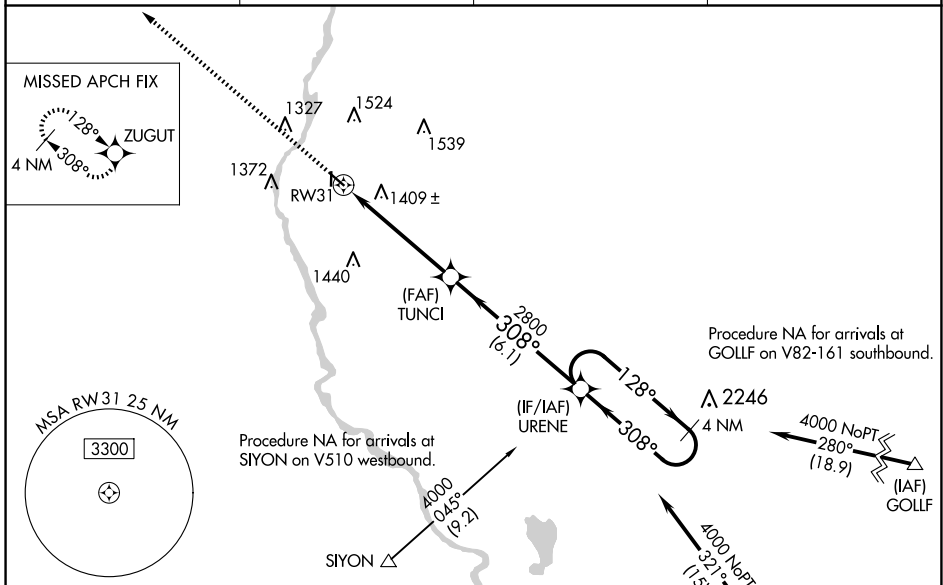 MISSED APCH FIX
128°
ZUGUT
4 NM
308°
1327
1524
1539
1372
RW31
1409 ±
1440
(FAF)
TUNCI
2800
308°
(6.1)
Procedure NA for arrivals at
GOLLF on V82-161 southbound.
128°
2246
(IF/IAF)
URENE
4 NM
308°
4000 NoPT
280°
(18.9)
(IAF)
GOLLF
MSA RW31 25 NM
3300
Procedure NA for arrivals at
SIYON on V510 westbound.
4000
045°
(9.2)
SIYON
4000 NoPT
321°